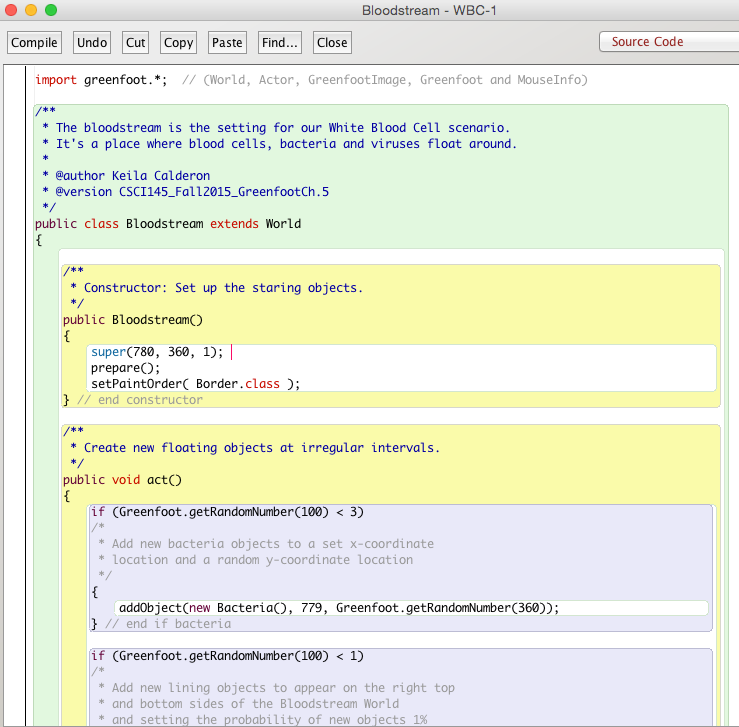 Bloodstream - WBC-1
Compile Undo Cut Copy Paste Find... Close Source Code
import greenfoot.*;  // (World, Actor, GreenfootImage, Greenfoot and MouseInfo)
/**
 * The bloodstream is the setting for our White Blood Cell scenario.
 * It's a place where blood cells, bacteria and viruses float around.
 *
 * @author Keila Calderon
 * @version CSCI145_Fall2015_GreenfootCh.5
 */
public class Bloodstream extends World
{
    /**
     * Constructor: Set up the staring objects.
     */
    public Bloodstream()
    {
        super(780, 360, 1);
        prepare();
        setPaintOrder( Border.class );
    } // end constructor
    /**
     * Create new floating objects at irregular intervals.
     */
    public void act()
    {
        if (Greenfoot.getRandomNumber(100) < 3)
        /*
         * Add new bacteria objects to a set x-coordinate
         * location and a random y-coordinate location
         */
        {
            addObject(new Bacteria(), 779, Greenfoot.getRandomNumber(360));
        } // end if bacteria
        if (Greenfoot.getRandomNumber(100) < 1)
        /*
         * Add new lining objects to appear on the right top
         * and bottom sides of the Bloodstream World
         * and setting the probability of new objects 1%